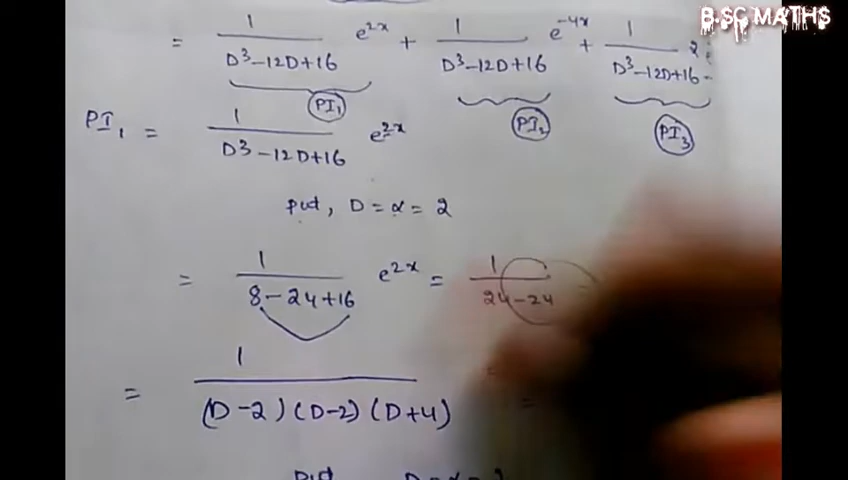 B.SC MATHS
= 1/(D³-12D+16) e^2x + 1/(D³-12D+16) e^-4x + 1/(D³-12D+16) 2
PI₁ PI₂ PI₃
PI₁ = 1/(D³-12D+16) e^2x
put, D = α = 2
= 1/(8-24+16) e^2x = 1/(24-24)
= 1/((D-2)(D-2)(D+4))